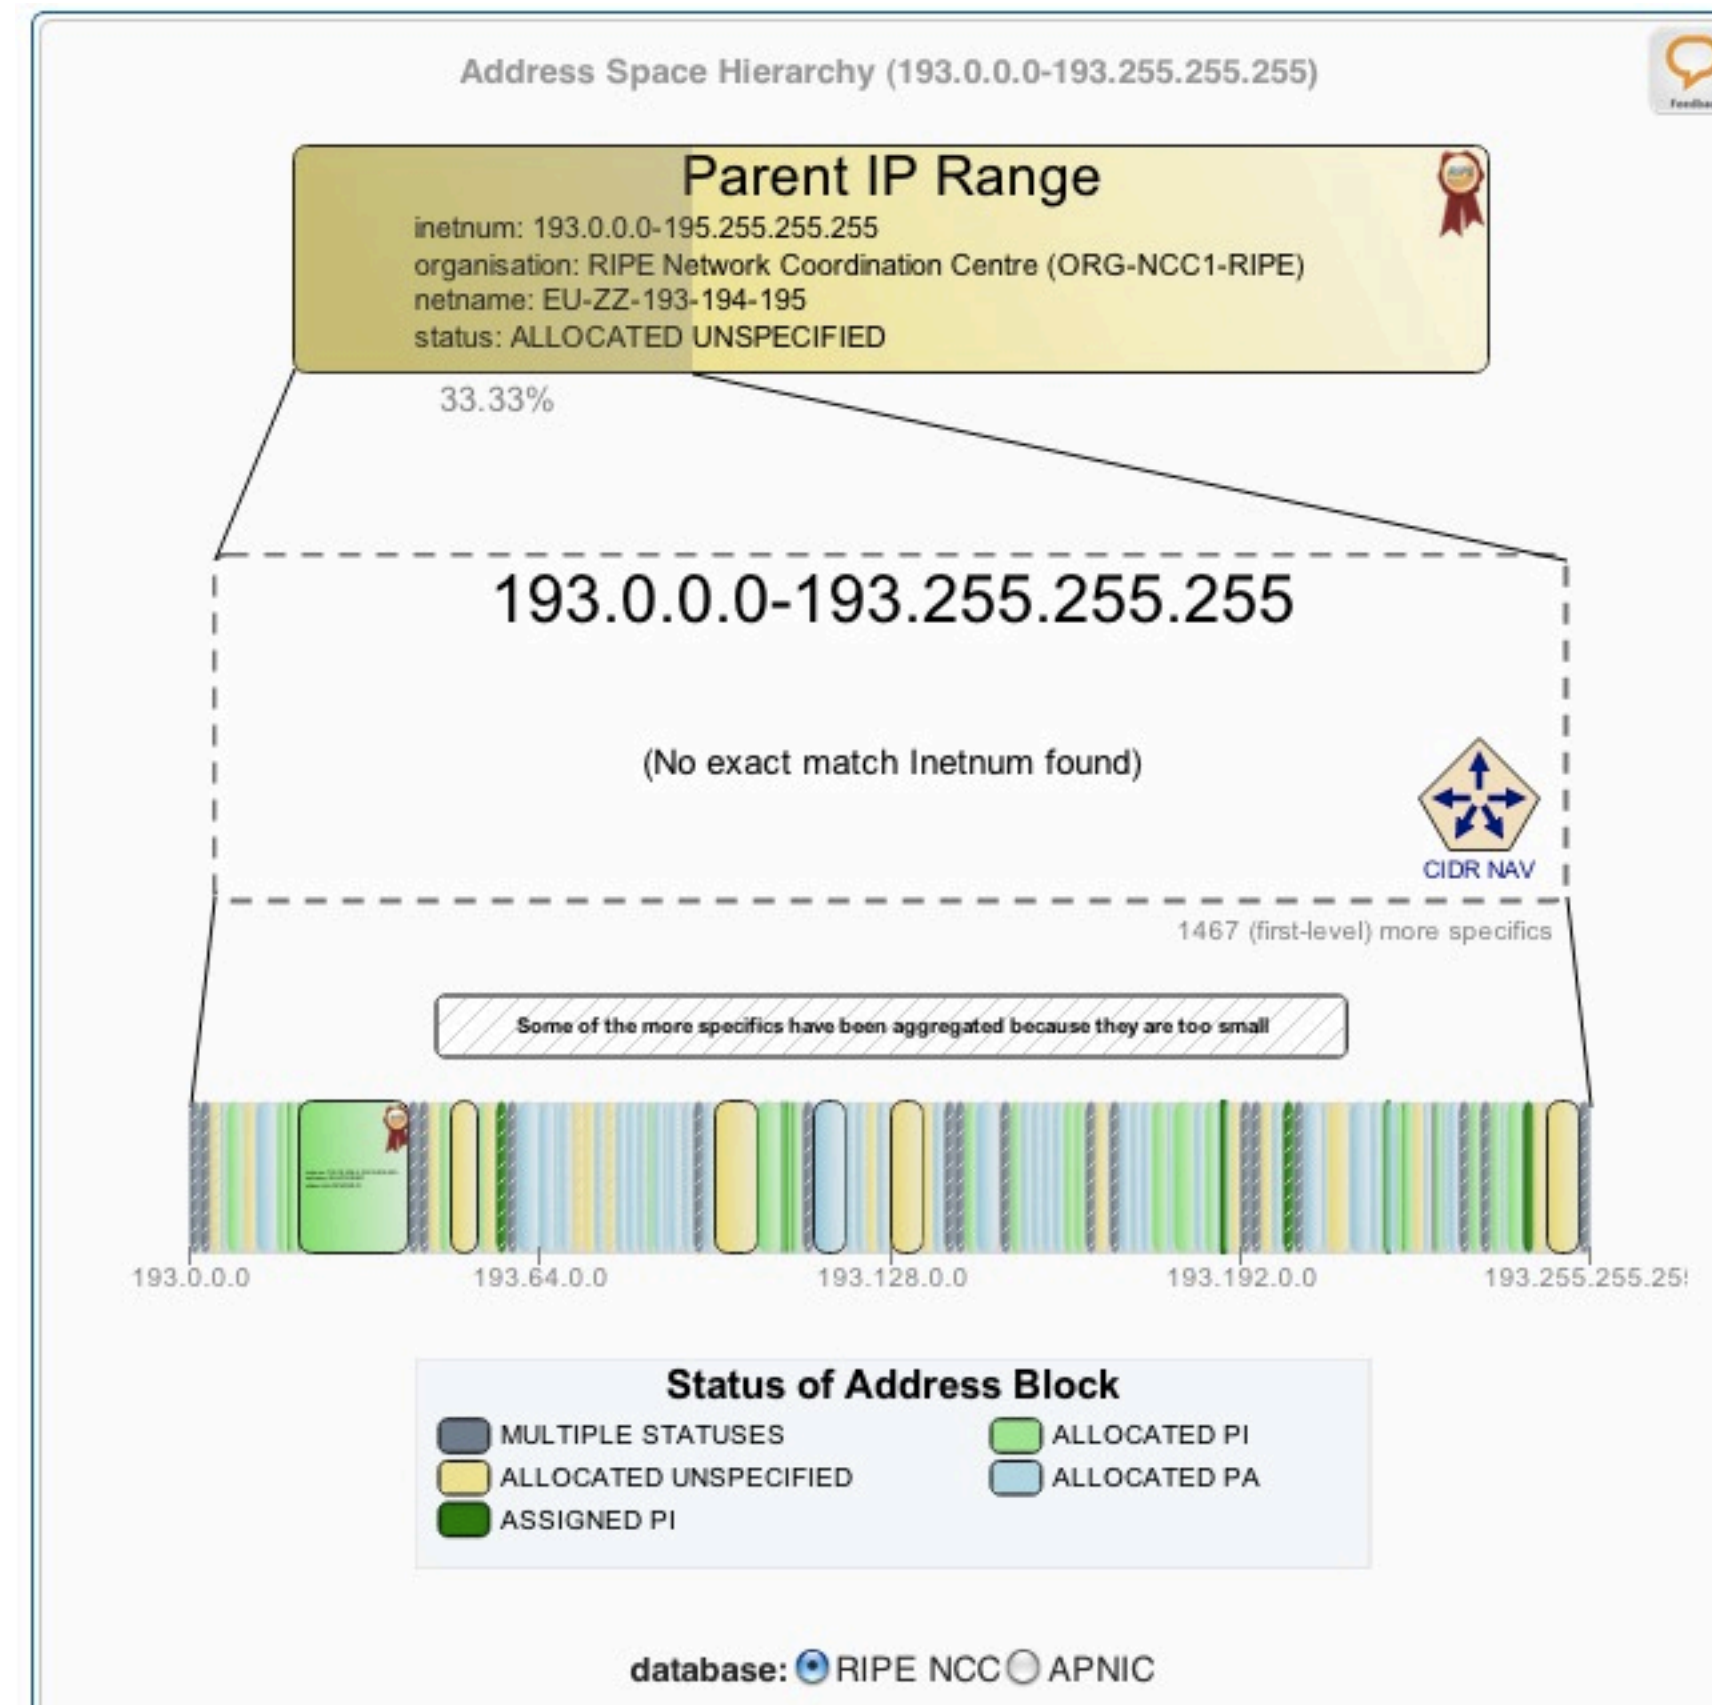 Address Space Hierarchy (193.0.0.0-193.255.255.255)
Parent IP Range
inetnum: 193.0.0.0-195.255.255.255
organisation: RIPE Network Coordination Centre (ORG-NCC1-RIPE)
netname: EU-ZZ-193-194-195
status: ALLOCATED UNSPECIFIED
33.33%
193.0.0.0-193.255.255.255
(No exact match Inetnum found)
CIDR NAV
1467 (first-level) more specifics
Some of the more specifics have been aggregated because they are too small
193.0.0.0 193.64.0.0 193.128.0.0 193.192.0.0 193.255.255.25
Status of Address Block
MULTIPLE STATUSES ALLOCATED PI
ALLOCATED UNSPECIFIED ALLOCATED PA
ASSIGNED PI
database: RIPE NCC APNIC